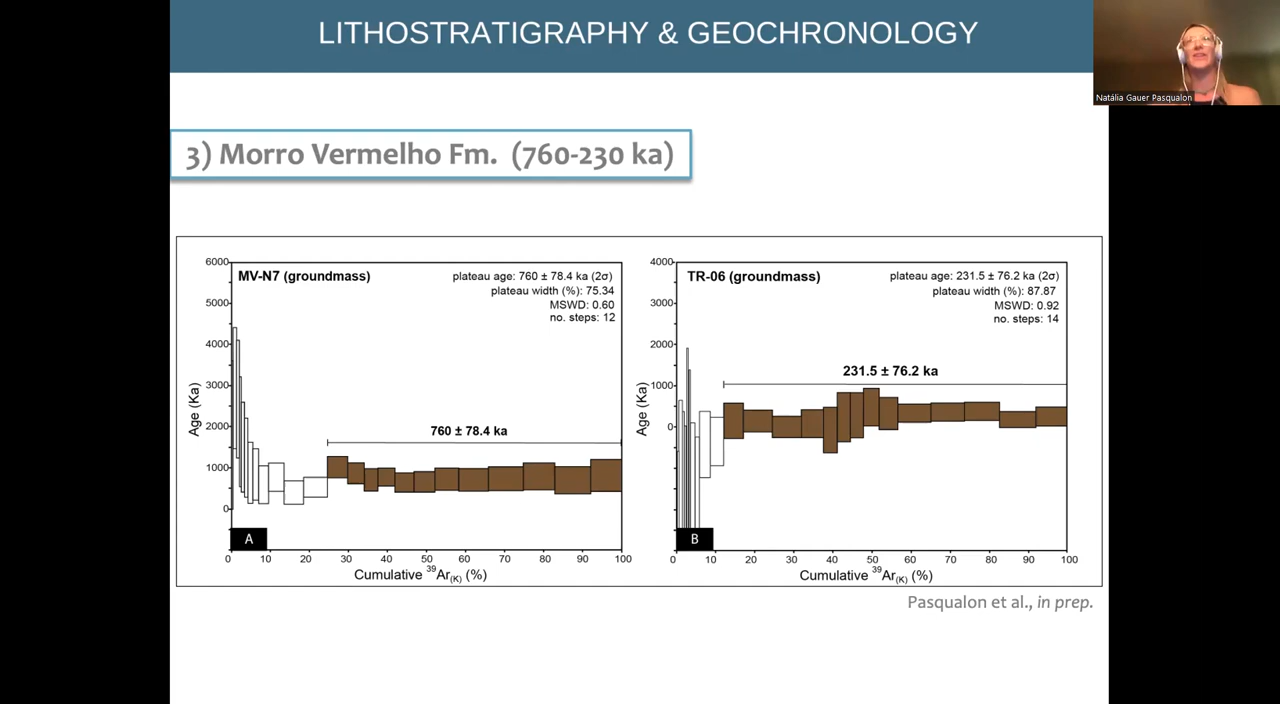 LITHOSTRATIGRAPHY & GEOCHRONOLOGY
Natália Gauer Pasqualon
3) Morro Vermelho Fm. (760-230 ka)
MV-N7 (groundmass)
plateau age: 760 ± 78.4 ka (2σ)
plateau width (%): 75.34
MSWD: 0.60
no. steps: 12
6000
5000
4000
3000
2000
1000
0
Age (Ka)
760 ± 78.4 ka
A
0 10 20 30 40 50 60 70 80 90 100
Cumulative ³⁹Ar(K) (%)
TR-06 (groundmass)
plateau age: 231.5 ± 76.2 ka (2σ)
plateau width (%): 87.87
MSWD: 0.92
no. steps: 14
4000
3000
2000
1000
0
Age (Ka)
231.5 ± 76.2 ka
B
0 10 20 30 40 50 60 70 80 90 100
Cumulative ³⁹Ar(K) (%)
Pasqualon et al., in prep.